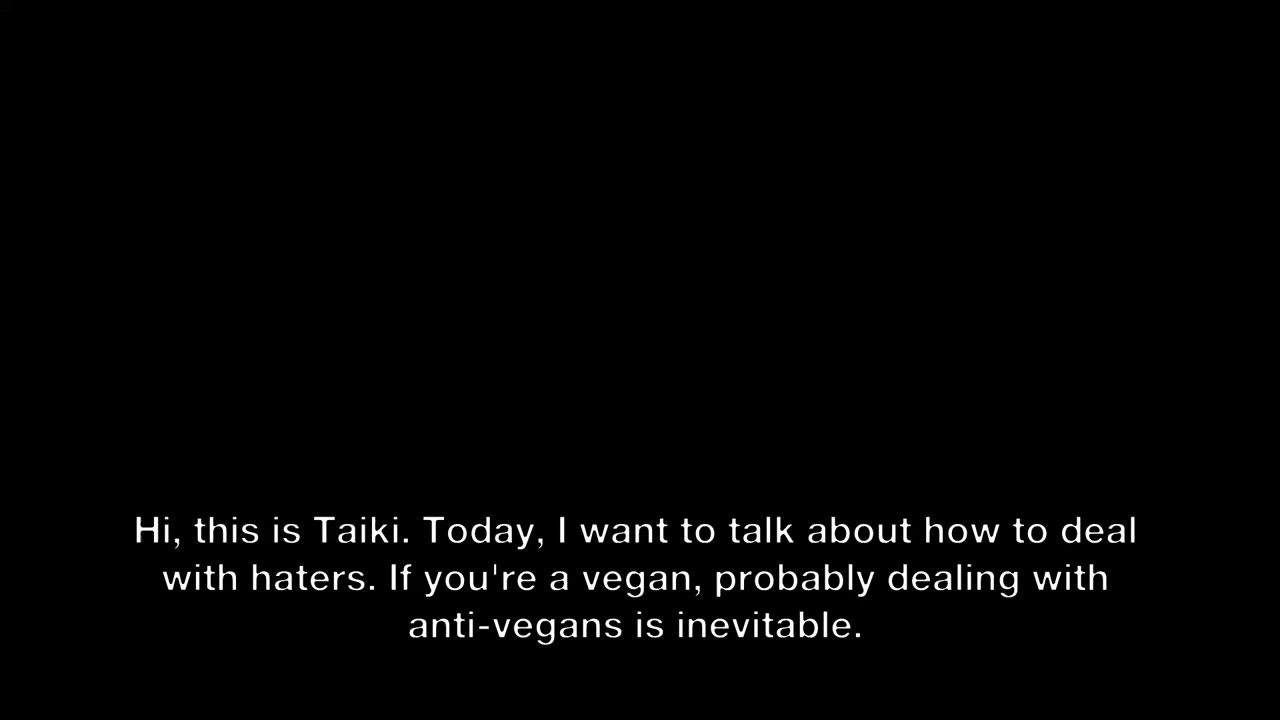 Hi, this is Taiki. Today, I want to talk about how to deal
with haters. If you're a vegan, probably dealing with
anti-vegans is inevitable.